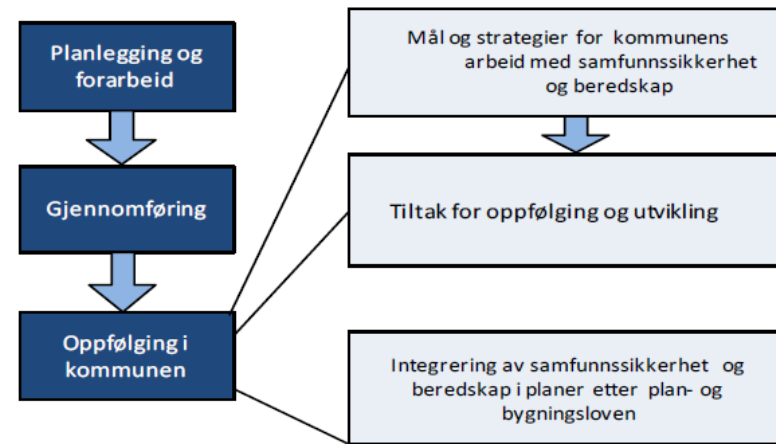 Planlegging og
forarbeid
Gjennomføring
Oppfølging i
kommunen
Mål og strategier for kommunens
arbeid med samfunnssikkerhet
og beredskap
Tiltak for oppfølging og utvikling
Integrering av samfunnssikkerhet og
beredskap i planer etter plan- og
bygningsloven